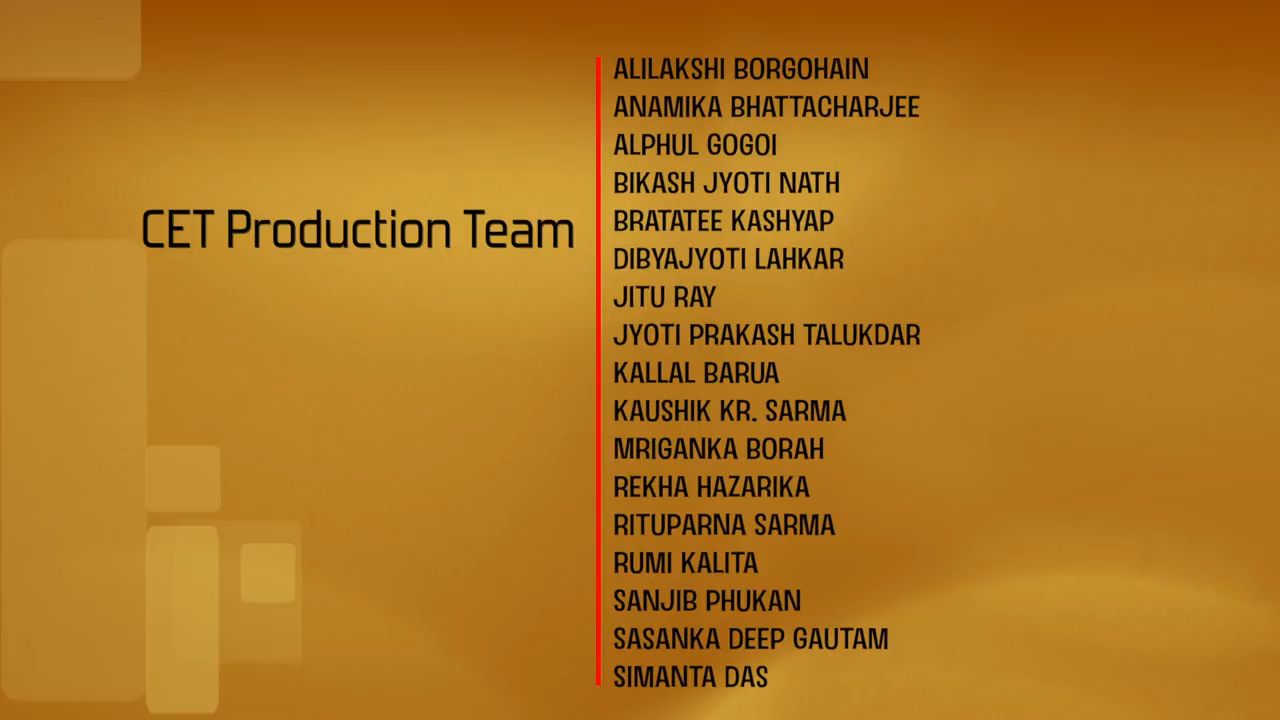 CET Production Team
ALILAKSHI BORGOHAIN
ANAMIKA BHATTACHARJEE
ALPHUL GOGOI
BIKASH JYOTI NATH
BRATATEE KASHYAP
DIBYAJYOTI LAHKAR
JITU RAY
JYOTI PRAKASH TALUKDAR
KALLAL BARUA
KAUSHIK KR. SARMA
MRIGANKA BORAH
REKHA HAZARIKA
RITUPARNA SARMA
RUMI KALITA
SANJIB PHUKAN
SASANKA DEEP GAUTAM
SIMANTA DAS